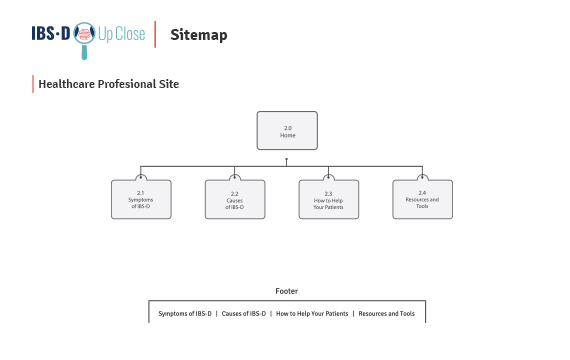 IBS-D Up Close
Sitemap
Healthcare Profesional Site
2.0
Home
2.1
Symptoms
of IBS-D
2.2
Causes
of IBS-D
2.3
How to Help
Your Patients
2.4
Resources and
Tools
Footer
Symptoms of IBS-D | Causes of IBS-D | How to Help Your Patients | Resources and Tools